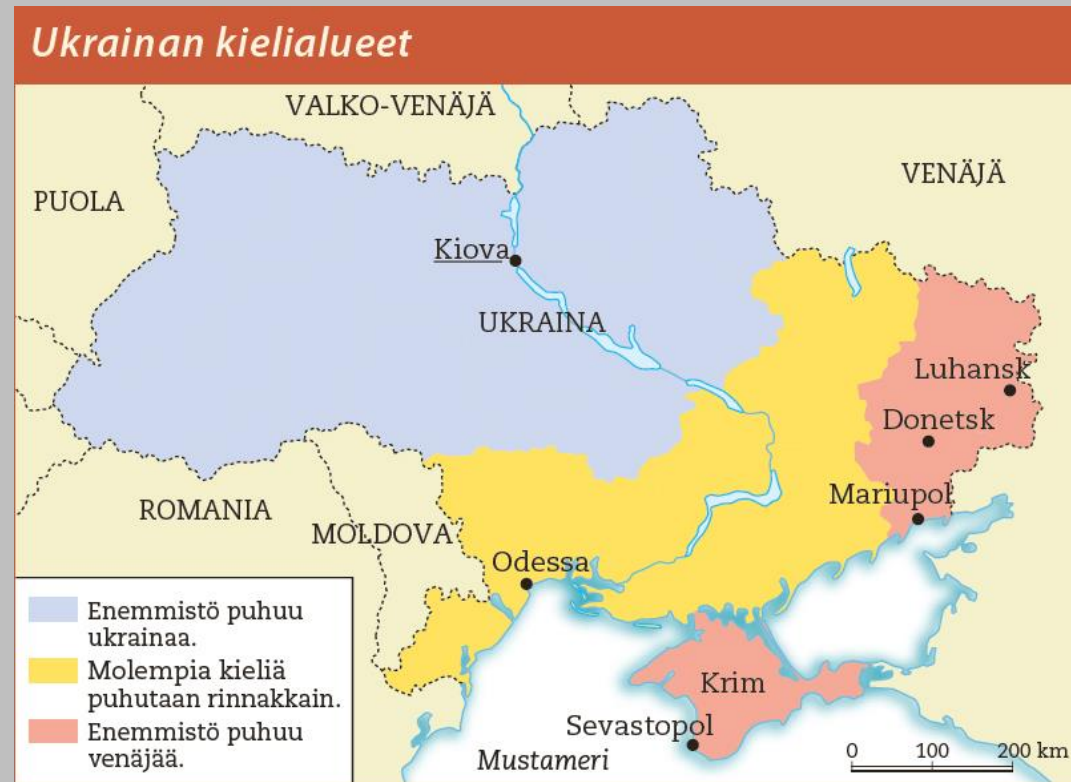 Ukrainan kielialueet
VALKO-VENÄJÄ
VENÄJÄ
PUOLA
Kiova
UKRAINA
Luhansk
Donetsk
Mariupol
ROMANIA
MOLDOVA
Odessa
Krim
Sevastopol
Mustameri
Enemmistö puhuu
ukrainaa.
Molempia kieliä
puhutaan rinnakkain.
Enemmistö puhuu
venäjää.
0 100 200 km